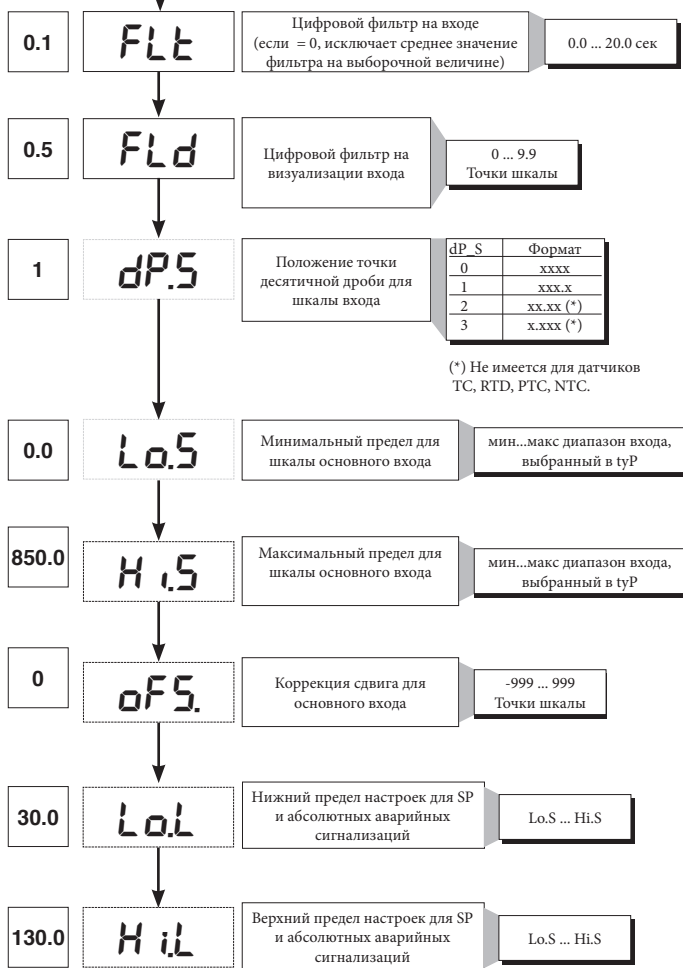 0.1
FLt
Цифровой фильтр на входе
(если = 0, исключает среднее значение
фильтра на выборочной величине)
0.0 ... 20.0 сек
0.5
FLd
Цифровой фильтр на
визуализации входа
0 ... 9.9
Точки шкалы
1
dP.S
Положение точки
десятичной дроби для
шкалы входа
dP_S Формат
0 xxxx
1 xxx.x
2 xx.xx (*)
3 x.xxx (*)
(*) Не имеется для датчиков
TC, RTD, PTC, NTC.
0.0
Lo.S
Минимальный предел для
шкалы основного входа
мин...макс диапазон входа,
выбранный в tyP
850.0
Hi.S
Максимальный предел для
шкалы основного входа
мин...макс диапазон входа,
выбранный в tyP
0
oFS.
Коррекция сдвига для
основного входа
-999 ... 999
Точки шкалы
30.0
Lo.L
Нижний предел настроек для SP
и абсолютных аварийных
сигнализаций
Lo.S ... Hi.S
130.0
Hi.L
Верхний предел настроек для SP
и абсолютных аварийных
сигнализаций
Lo.S ... Hi.S